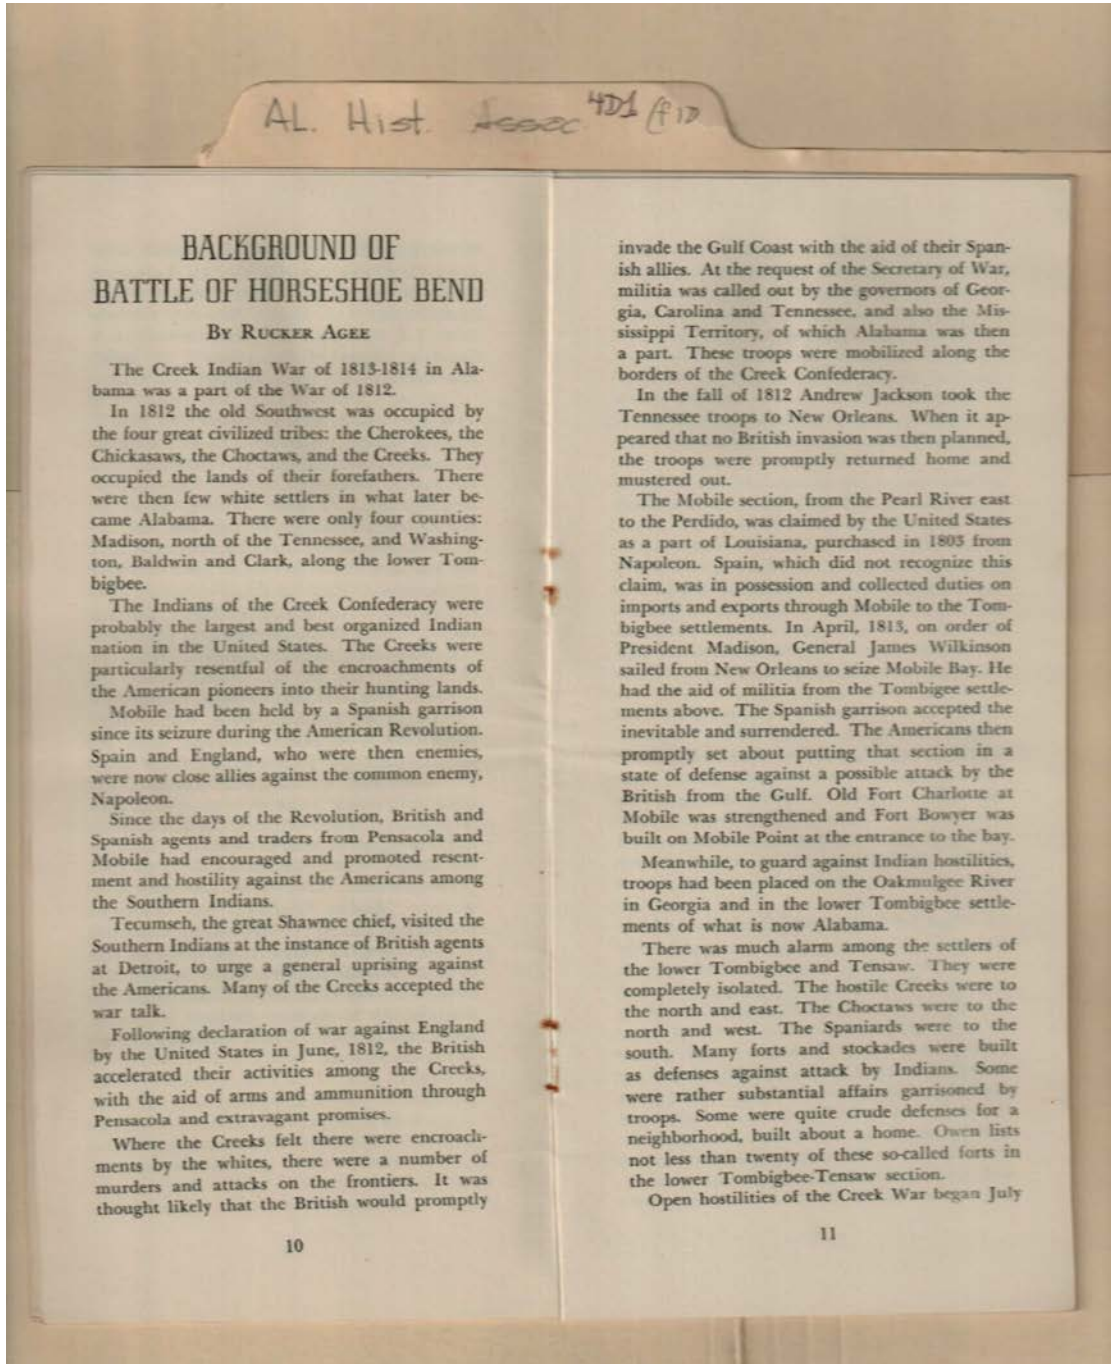 AL. Hist. Assoc 4D1 (f10
BACKGROUND OF
BATTLE OF HORSESHOE BEND
BY RUCKER AGEE
The Creek Indian War of 1813-1814 in Ala-
bama was a part of the War of 1812.
In 1812 the old Southwest was occupied by
the four great civilized tribes: the Cherokees, the
Chickasaws, the Choctaws, and the Creeks. They
occupied the lands of their forefathers. There
were then few white settlers in what later be-
came Alabama. There were only four counties:
Madison, north of the Tennessee, and Washing-
ton, Baldwin and Clark, along the lower Tom-
bigbee.
The Indians of the Creek Confederacy were
probably the largest and best organized Indian
nation in the United States. The Creeks were
particularly resentful of the encroachments of
the American pioneers into their hunting lands.
Mobile had been held by a Spanish garrison
since its seizure during the American Revolution.
Spain and England, who were then enemies,
were now close allies against the common enemy,
Napoleon.
Since the days of the Revolution, British and
Spanish agents and traders from Pensacola and
Mobile had encouraged and promoted resent-
ment and hostility against the Americans among
the Southern Indians.
Tecumseh, the great Shawnee chief, visited the
Southern Indians at the instance of British agents
at Detroit, to urge a general uprising against
the Americans. Many of the Creeks accepted the
war talk.
Following declaration of war against England
by the United States in June, 1812, the British
accelerated their activities among the Creeks,
with the aid of arms and ammunition through
Pensacola and extravagant promises.
Where the Creeks felt there were encroach-
ments by the whites, there were a number of
murders and attacks on the frontiers. It was
thought likely that the British would promptly
10
invade the Gulf Coast with the aid of their Span-
ish allies. At the request of the Secretary of War,
militia was called out by the governors of Geor-
gia, Carolina and Tennessee, and also the Mis-
sissippi Territory, of which Alabama was then
a part. These troops were mobilized along the
borders of the Creek Confederacy.
In the fall of 1812 Andrew Jackson took the
Tennessee troops to New Orleans. When it ap-
peared that no British invasion was then planned,
the troops were promptly returned home and
mustered out.
The Mobile section, from the Pearl River east
to the Perdido, was claimed by the United States
as a part of Louisiana, purchased in 1803 from
Napoleon. Spain, which did not recognize this
claim, was in possession and collected duties on
imports and exports through Mobile to the Tom-
bigbee settlements. In April, 1813, on order of
President Madison, General James Wilkinson
sailed from New Orleans to seize Mobile Bay. He
had the aid of militia from the Tombigee settle-
ments above. The Spanish garrison accepted the
inevitable and surrendered. The Americans then
promptly set about putting that section in a
state of defense against a possible attack by the
British from the Gulf. Old Fort Charlotte at
Mobile was strengthened and Fort Bowyer was
built on Mobile Point at the entrance to the bay.
Meanwhile, to guard against Indian hostilities,
troops had been placed on the Oakmulgee River
in Georgia and in the lower Tombigbee settle-
ments of what is now Alabama.
There was much alarm among the settlers of
the lower Tombigbee and Tensaw. They were
completely isolated. The hostile Creeks were to
the north and east. The Choctaws were to the
north and west. The Spaniards were to the
south. Many forts and stockades were built
as defenses against attack by Indians. Some
were rather substantial affairs garrisoned by
troops. Some were quite crude defenses for a
neighborhood, built about a home. Owen lists
not less than twenty of these so-called forts in
the lower Tombigbee-Tensaw section.
Open hostilities of the Creek War began July
11